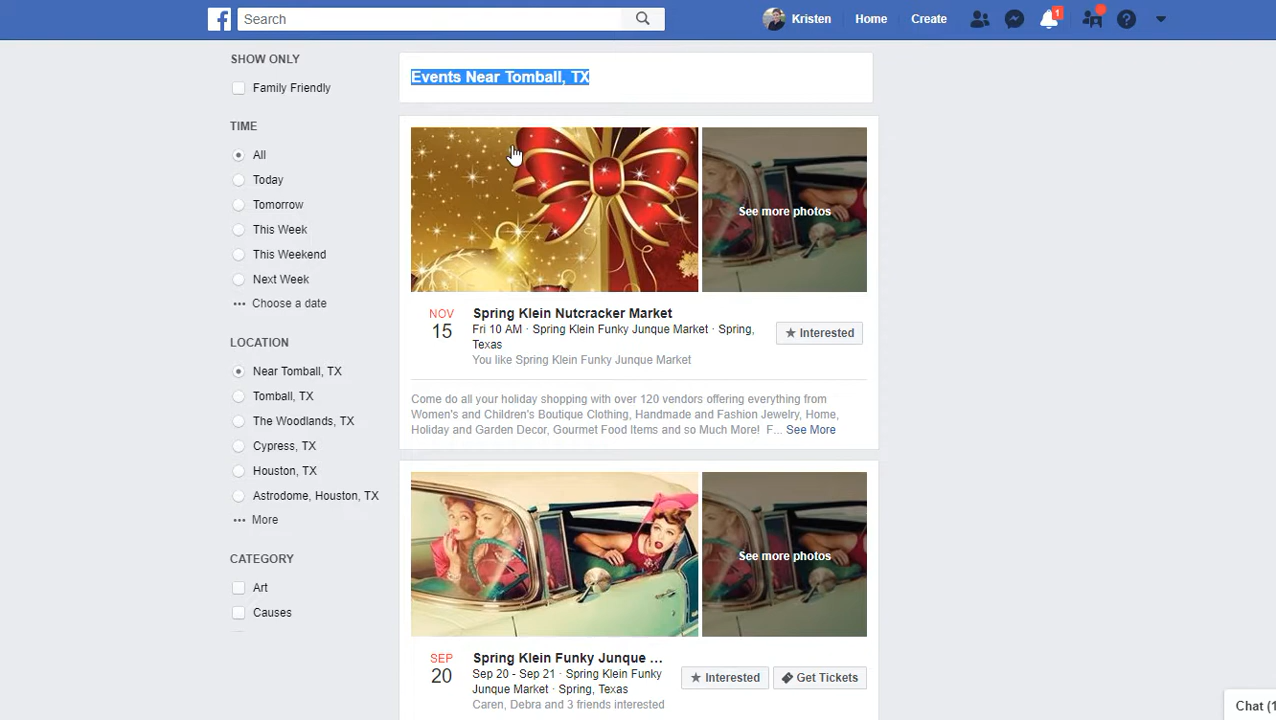 f
Search
Kristen
Home
Create
1
?
SHOW ONLY
Family Friendly
TIME
All
Today
Tomorrow
This Week
This Weekend
Next Week
··· Choose a date
LOCATION
Near Tomball, TX
Tomball, TX
The Woodlands, TX
Cypress, TX
Houston, TX
Astrodome, Houston, TX
··· More
CATEGORY
Art
Causes
Events Near Tomball, TX
See more photos
NOV
15
Spring Klein Nutcracker Market
Fri 10 AM · Spring Klein Funky Junque Market · Spring,
Texas
You like Spring Klein Funky Junque Market
★ Interested
Come do all your holiday shopping with over 120 vendors offering everything from
Women's and Children's Boutique Clothing, Handmade and Fashion Jewelry, Home,
Holiday and Garden Decor, Gourmet Food Items and so Much More! F... See More
See more photos
SEP
20
Spring Klein Funky Junque ...
Sep 20 - Sep 21 · Spring Klein Funky
Junque Market · Spring, Texas
Caren, Debra and 3 friends interested
★ Interested
Get Tickets
Chat (1